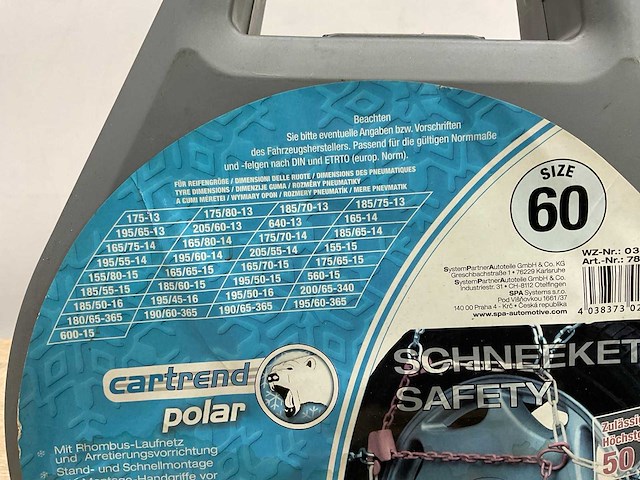 Beachten
Sie bitte eventuelle Angaben bzw. Vorschriften
des Fahrzeugherstellers. Passend für die gültigen Normmaße
und -felgen nach DIN und ETRTO (europ. Norm).
FÜR REIFENGRÖßE / DIMENSIONI DELLE RUOTE / DIMENSIONS DES PNEUMATIQUES
TYRE DIMENSIONS / DIMENZIJE GUMA / ROZMĚRY PNEUMATIKY
A GUMI MÉRETEI / WYMIARY OPON / ROZMERY PNEUMATIK / MERE PNEVMATIK
175-13 175/80-13 185/70-13 185/75-13
195/65-13 205/60-13 640-13 165-14
165/75-14 165/80-14 175/70-14 185/65-14
195/55-14 195/60-14 205/55-14 155-15
155/80-15 165/65-15 165/70-15 175/65-15
185/55-15 185/60-15 195/50-15 560-15
185/50-16 195/45-16 195/50-16 200/65-340
180/65-365 190/60-365 190/65-365 195/60-365
600-15
SIZE
60
WZ-Nr.: 03
Art.-Nr.: 78
SystemPartnerAutoteile GmbH & Co. KG
Greschbachstraße 1 • 76229 Karlsruhe
SystemPartnerAutoteile GmbH & Co.
Industriestr. 31 • CH-8112 Otelfingen
SPA Systems s.r.o.
Pod Višňovkou 1661/37
140 00 Praha 4 - Krč • Česká republika
www.spa-automotive.com
4 038373 02
cartrend
polar
SCHNEEKET
SAFETY
Mit Rhombus-Laufnetz
und Arretierungsvorrichtung
Stand- und Schnellmontage
Montage-Handgriffe vor
Zulässig
Höchst
50